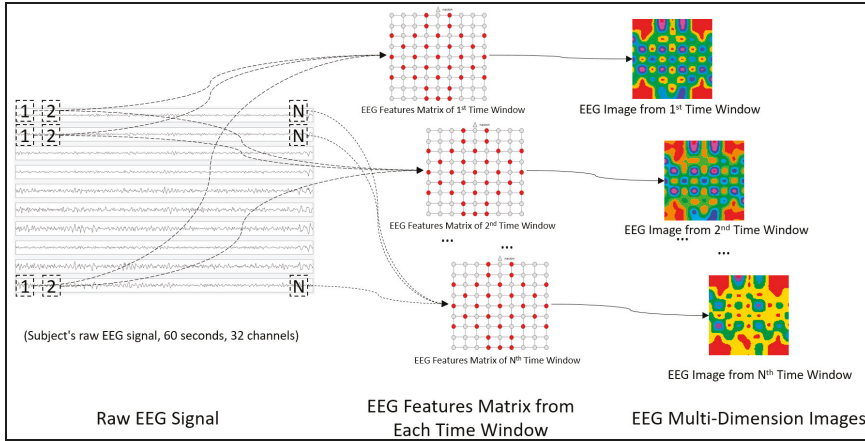 EEG Features Matrix of 1st Time Window
EEG Image from 1st Time Window
1 2 N
1 2 N
EEG Features Matrix of 2nd Time Window
EEG Image from 2nd Time Window
... ...
... ...
1 2 N
(Subject's raw EEG signal, 60 seconds, 32 channels)
EEG Features Matrix of Nth Time Window
EEG Image from Nth Time Window
Raw EEG Signal
EEG Features Matrix from
Each Time Window
EEG Multi-Dimension Images